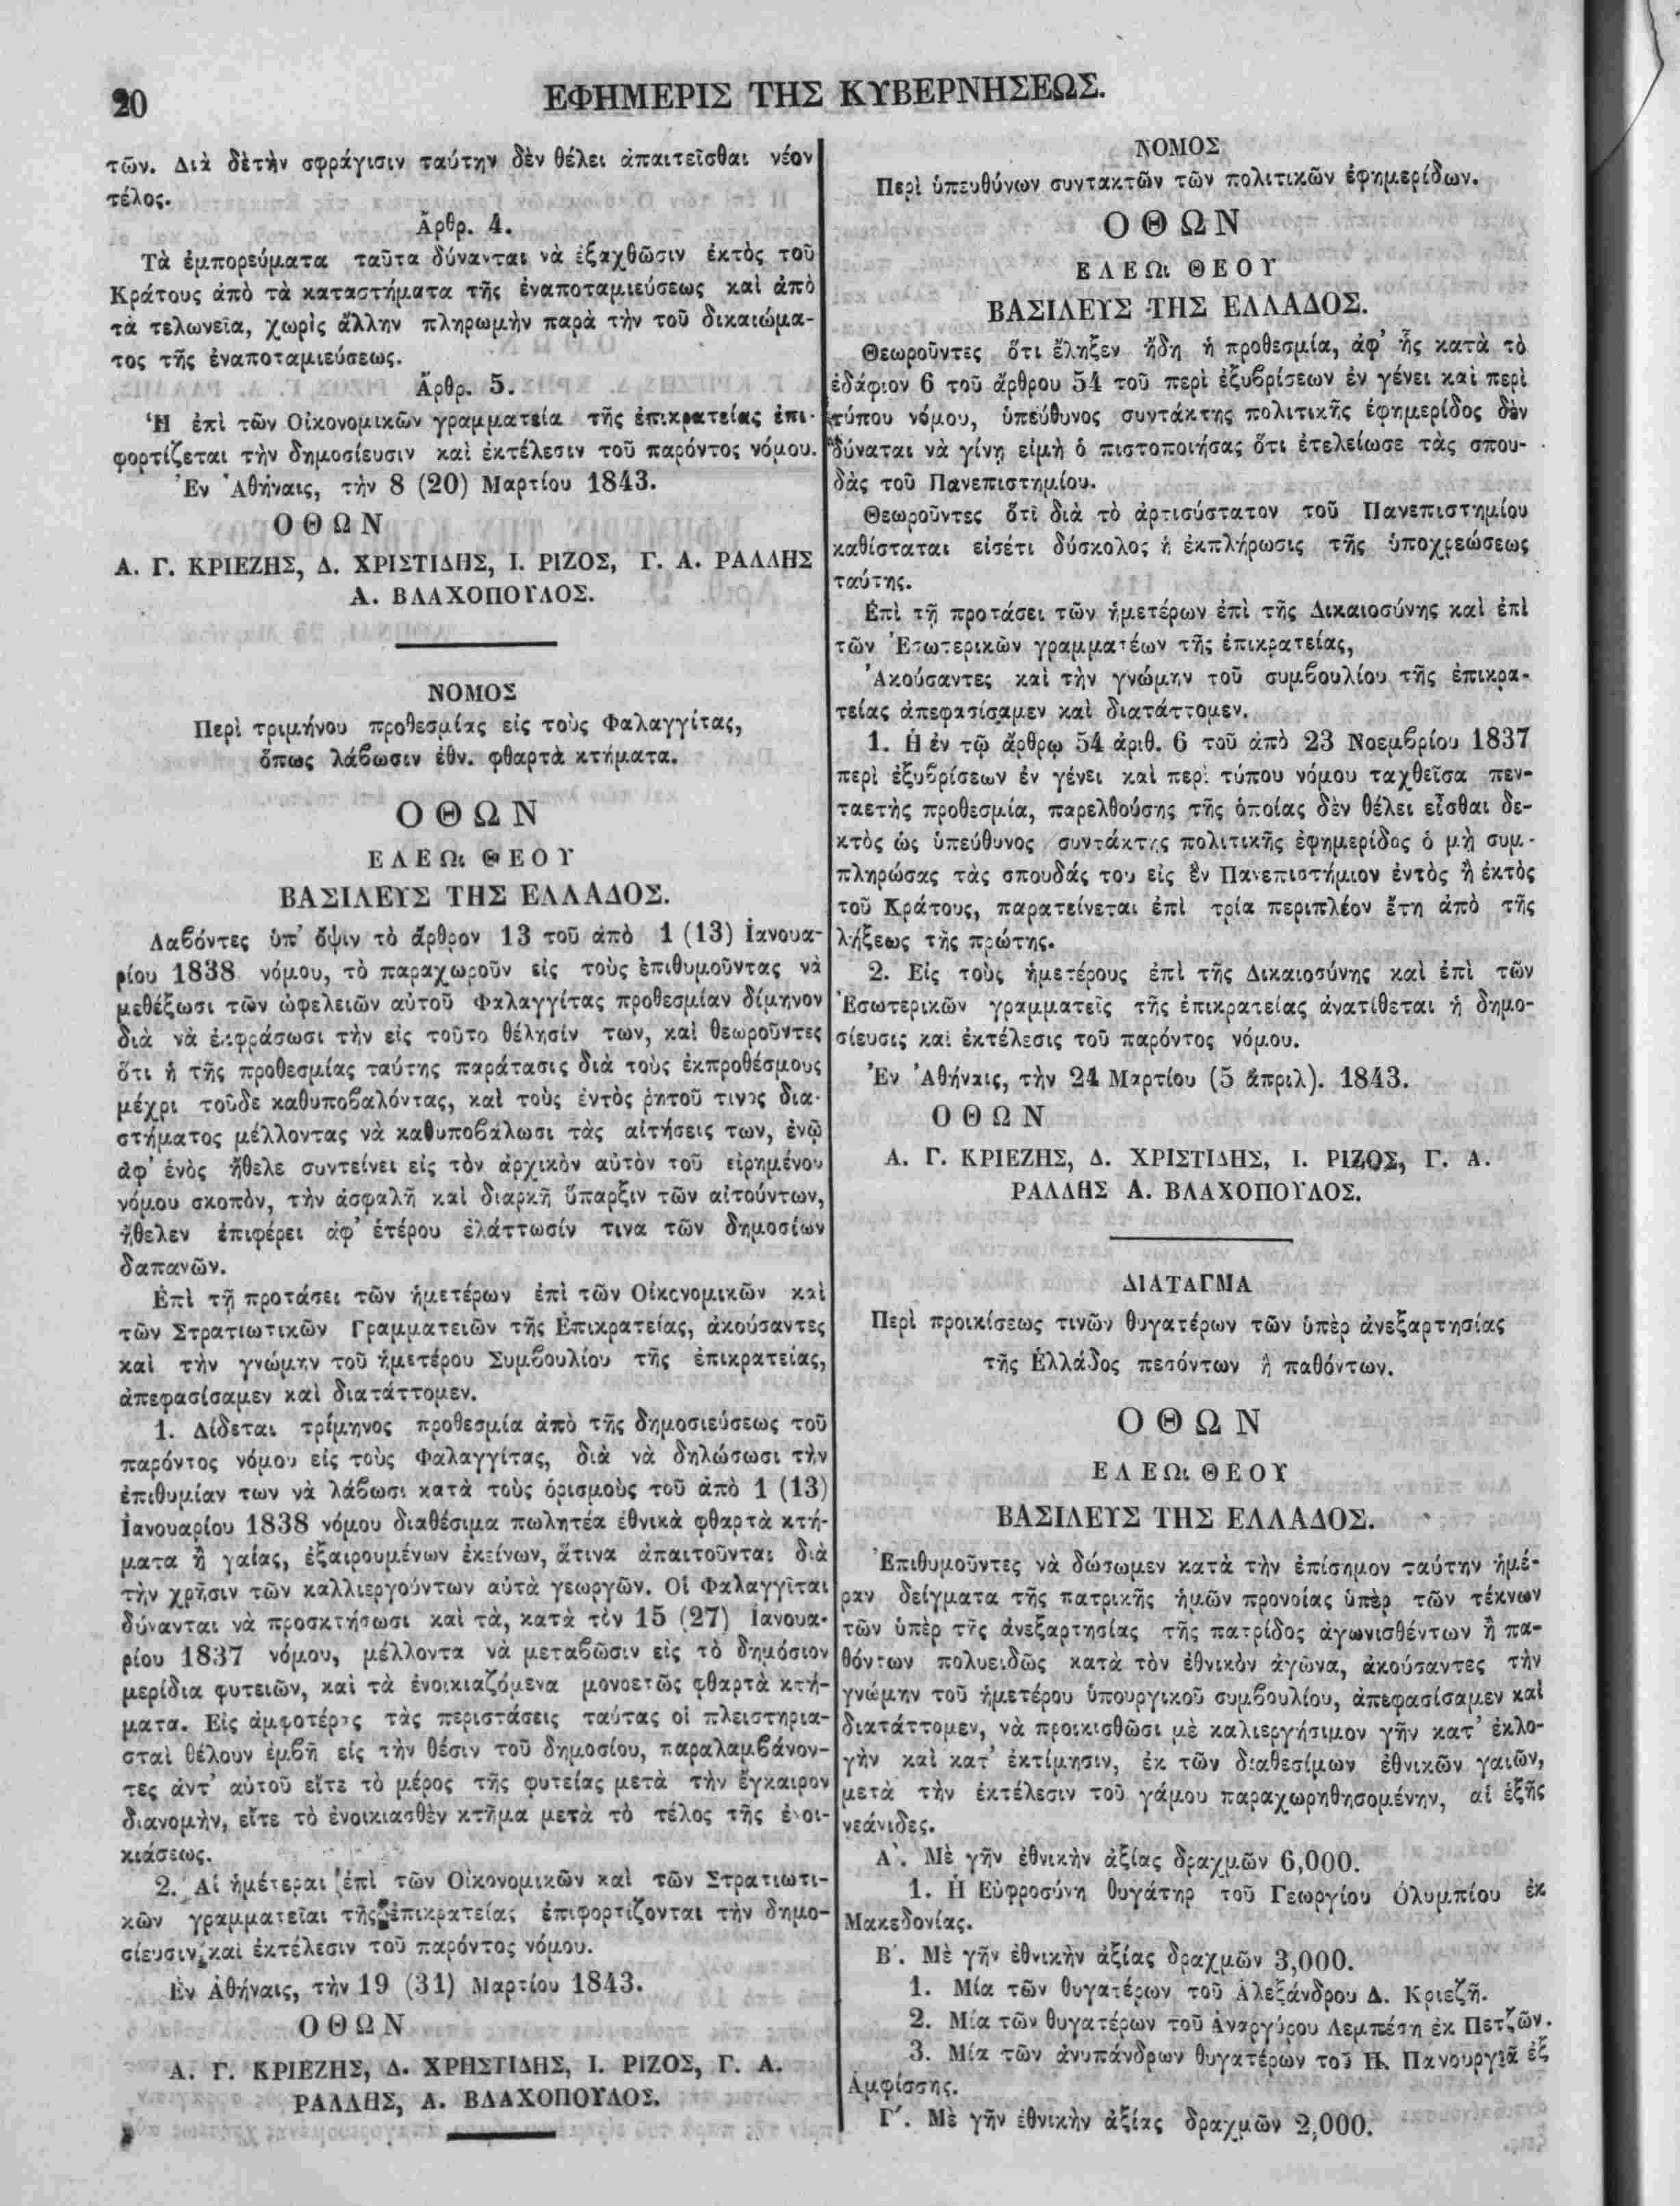 20
ΕΦΗΜΕΡΙΣ ΤΗΣ ΚΥΒΕΡΝΗΣΕΩΣ.
τῶν. Διὰ δὲτὴν σφράγισιν ταύτην δὲν θέλει ἀπαιτεῖσθαι νέον
τέλος.
Ἄρθρ. 4.
Τὰ ἐμπορεύματα ταῦτα δύνανται νὰ ἐξαχθῶσιν ἐκτὸς τοῦ
Κράτους ἀπὸ τὰ καταστήματα τῆς ἐναποταμιεύσεως καὶ ἀπὸ
τὰ τελωνεῖα, χωρὶς ἄλλην πληρωμὴν παρὰ τὴν τοῦ δικαιώμα-
τος τῆς ἐναποταμιεύσεως.
Ἄρθρ. 5.
Ἡ ἐπὶ τῶν Οἰκονομικῶν γραμματεία τῆς ἐπικρατείας ἐπι-
φορτίζεται τὴν δημοσίευσιν καὶ ἐκτέλεσιν τοῦ παρόντος νόμου.
Ἐν Ἀθήναις, τὴν 8 (20) Μαρτίου 1843.
ΟΘΩΝ
Α. Γ. ΚΡΙΕΖΗΣ, Δ. ΧΡΙΣΤΙΔΗΣ, Ι. ΡΙΖΟΣ, Γ. Α. ΡΑΛΛΗΣ
Α. ΒΛΑΧΟΠΟΥΛΟΣ.
ΝΟΜΟΣ
Περὶ τριμήνου προθεσμίας εἰς τοὺς Φαλαγγίτας,
ὅπως λάβωσιν ἐθν. φθαρτὰ κτήματα.
ΟΘΩΝ
ΕΛΕΩι ΘΕΟΥ
ΒΑΣΙΛΕΥΣ ΤΗΣ ΕΛΛΑΔΟΣ.
Λαβόντες ὑπ' ὄψιν τὸ ἄρθρον 13 τοῦ ἀπὸ 1 (13) Ἰανουα-
ρίου 1838 νόμου, τὸ παραχωροῦν εἰς τοὺς ἐπιθυμοῦντας νὰ
μεθέξωσι τῶν ὠφελειῶν αὐτοῦ Φαλαγγίτας προθεσμίαν δίμηνον
διὰ νὰ ἐκφράσωσι τὴν εἰς τοῦτο θέλησίν των, καὶ θεωροῦντες
ὅτι ἡ τῆς προθεσμίας ταύτης παράτασις διὰ τοὺς ἐκπροθέσμους
μέχρι τοῦδε καθυποβαλόντας, καὶ τοὺς ἐντὸς ῥητοῦ τινος δια-
στήματος μέλλοντας νὰ καθυποβάλωσι τὰς αἰτήσεις των, ἐνῷ
ἀφ' ἑνὸς ἤθελε συντείνει εἰς τὸν ἀρχικὸν αὐτὸν τοῦ εἰρημένου
νόμου σκοπὸν, τὴν ἀσφαλῆ καὶ διαρκῆ ὕπαρξιν τῶν αἰτούντων,
ἤθελεν ἐπιφέρει ἀφ' ἑτέρου ἐλάττωσίν τινα τῶν δημοσίων
δαπανῶν.
Ἐπὶ τῇ προτάσει τῶν ἡμετέρων ἐπὶ τῶν Οἰκονομικῶν καὶ
τῶν Στρατιωτικῶν Γραμματειῶν τῆς Ἐπικρατείας, ἀκούσαντες
καὶ τὴν γνώμην τοῦ ἡμετέρου Συμβουλίου τῆς ἐπικρατείας,
ἀπεφασίσαμεν καὶ διατάττομεν.
1. Δίδεται τρίμηνος προθεσμία ἀπὸ τῆς δημοσιεύσεως τοῦ
παρόντος νόμου εἰς τοὺς Φαλαγγίτας, διὰ νὰ δηλώσωσι τὴν
ἐπιθυμίαν των νὰ λάβωσι κατὰ τοὺς ὁρισμοὺς τοῦ ἀπὸ 1 (13)
Ἰανουαρίου 1838 νόμου διαθέσιμα πωλητέα ἐθνικὰ φθαρτὰ κτή-
ματα ἢ γαίας, ἐξαιρουμένων ἐκείνων, ἅτινα ἀπαιτοῦνται διὰ
τὴν χρῆσιν τῶν καλλιεργούντων αὐτὰ γεωργῶν. Οἱ Φαλαγγῖται
δύνανται νὰ προσκτήσωσι καὶ τὰ, κατὰ τὸν 15 (27) Ἰανουα-
ρίου 1837 νόμου, μέλλοντα νὰ μεταβῶσιν εἰς τὸ δημόσιον
μερίδια φυτειῶν, καὶ τὰ ἐνοικιαζόμενα μονοετῶς φθαρτὰ κτή-
ματα. Εἰς ἀμφοτέρας τὰς περιστάσεις ταύτας οἱ πλειστηρια-
σταὶ θέλουν ἐμβῆ εἰς τὴν θέσιν τοῦ δημοσίου, παραλαμβάνον-
τες ἀντ' αὐτοῦ εἴτε τὸ μέρος τῆς φυτείας μετὰ τὴν ἔγκαιρον
διανομὴν, εἴτε τὸ ἐνοικιασθὲν κτῆμα μετὰ τὸ τέλος τῆς ἐνοι-
κιάσεως.
2. Αἱ ἡμέτεραι ἐπὶ τῶν Οἰκονομικῶν καὶ τῶν Στρατιωτι-
κῶν γραμματεῖαι τῆς ἐπικρατείας ἐπιφορτίζονται τὴν δημο-
σίευσιν καὶ ἐκτέλεσιν τοῦ παρόντος νόμου.
Ἐν Ἀθήναις, τὴν 19 (31) Μαρτίου 1843.
ΟΘΩΝ
Α. Γ. ΚΡΙΕΖΗΣ, Δ. ΧΡΗΣΤΙΔΗΣ, Ι. ΡΙΖΟΣ, Γ. Α.
ΡΑΛΛΗΣ, Α. ΒΛΑΧΟΠΟΥΛΟΣ.
ΝΟΜΟΣ
Περὶ ὑπευθύνων συντακτῶν τῶν πολιτικῶν ἐφημερίδων.
ΟΘΩΝ
ΕΛΕΩι ΘΕΟΥ
ΒΑΣΙΛΕΥΣ ΤΗΣ ΕΛΛΑΔΟΣ.
Θεωροῦντες ὅτι ἔληξεν ἤδη ἡ προθεσμία, ἀφ' ἧς κατὰ τὸ
ἐδάφιον 6 τοῦ ἄρθρου 54 τοῦ περὶ ἐξυβρίσεων ἐν γένει καὶ περὶ
τύπου νόμου, ὑπεύθυνος συντάκτης πολιτικῆς ἐφημερίδος δὲν
δύναται νὰ γίνῃ εἰμὴ ὁ πιστοποιήσας ὅτι ἐτελείωσε τὰς σπου-
δὰς τοῦ Πανεπιστημίου.
Θεωροῦντες ὅτι διὰ τὸ ἀρτισύστατον τοῦ Πανεπιστημίου
καθίσταται εἰσέτι δύσκολος ἡ ἐκπλήρωσις τῆς ὑποχρεώσεως
ταύτης.
Ἐπὶ τῇ προτάσει τῶν ἡμετέρων ἐπὶ τῆς Δικαιοσύνης καὶ ἐπὶ
τῶν Ἐσωτερικῶν γραμματέων τῆς ἐπικρατείας,
Ἀκούσαντες καὶ τὴν γνώμην τοῦ συμβουλίου τῆς ἐπικρα-
τείας ἀπεφασίσαμεν καὶ διατάττομεν.
1. Ἡ ἐν τῷ ἄρθρῳ 54 ἀριθ. 6 τοῦ ἀπὸ 23 Νοεμβρίου 1837
περὶ ἐξυβρίσεων ἐν γένει καὶ περὶ τύπου νόμου ταχθεῖσα πεν-
ταετὴς προθεσμία, παρελθούσης τῆς ὁποίας δὲν θέλει εἶσθαι δε-
κτὸς ὡς ὑπεύθυνος συντάκτης πολιτικῆς ἐφημερίδος ὁ μὴ συμ-
πληρώσας τὰς σπουδάς του εἰς ἓν Πανεπιστήμιον ἐντὸς ἢ ἐκτὸς
τοῦ Κράτους, παρατείνεται ἐπὶ τρία περιπλέον ἔτη ἀπὸ τῆς
λήξεως τῆς πρώτης.
2. Εἰς τοὺς ἡμετέρους ἐπὶ τῆς Δικαιοσύνης καὶ ἐπὶ τῶν
Ἐσωτερικῶν γραμματεῖς τῆς ἐπικρατείας ἀνατίθεται ἡ δημο-
σίευσις καὶ ἐκτέλεσις τοῦ παρόντος νόμου.
Ἐν Ἀθήναις, τὴν 24 Μαρτίου (5 Ἀπριλ). 1843.
ΟΘΩΝ
Α. Γ. ΚΡΙΕΖΗΣ, Δ. ΧΡΙΣΤΙΔΗΣ, Ι. ΡΙΖΟΣ, Γ. Α.
ΡΑΛΛΗΣ Α. ΒΛΑΧΟΠΟΥΛΟΣ.
ΔΙΑΤΑΓΜΑ
Περὶ προικίσεως τινῶν θυγατέρων τῶν ὑπὲρ ἀνεξαρτησίας
τῆς Ἑλλάδος πεσόντων ἢ παθόντων.
ΟΘΩΝ
ΕΛΕΩι ΘΕΟΥ
ΒΑΣΙΛΕΥΣ ΤΗΣ ΕΛΛΑΔΟΣ.
Ἐπιθυμοῦντες νὰ δώσωμεν κατὰ τὴν ἐπίσημον ταύτην ἡμέ-
ραν δείγματα τῆς πατρικῆς ἡμῶν προνοίας ὑπὲρ τῶν τέκνων
τῶν ὑπὲρ τῆς ἀνεξαρτησίας τῆς πατρίδος ἀγωνισθέντων ἢ πα-
θόντων πολυειδῶς κατὰ τὸν ἐθνικὸν ἀγῶνα, ἀκούσαντες τὴν
γνώμην τοῦ ἡμετέρου ὑπουργικοῦ συμβουλίου, ἀπεφασίσαμεν καὶ
διατάττομεν, νὰ προικισθῶσι μὲ καλιεργήσιμον γῆν κατ' ἐκλο-
γὴν καὶ κατ' ἐκτίμησιν, ἐκ τῶν διαθεσίμων ἐθνικῶν γαιῶν,
μετὰ τὴν ἐκτέλεσιν τοῦ γάμου παραχωρηθησομένην, αἱ ἑξῆς
νεάνιδες.
Α'. Μὲ γῆν ἐθνικὴν ἀξίας δραχμῶν 6,000.
1. Ἡ Εὐφροσύνη θυγάτηρ τοῦ Γεωργίου Ὀλυμπίου ἐκ
Μακεδονίας.
Β'. Μὲ γῆν ἐθνικὴν ἀξίας δραχμῶν 3,000.
1. Μία τῶν θυγατέρων τοῦ Ἀλεξάνδρου Δ. Κριεζῆ.
2. Μία τῶν θυγατέρων τοῦ Ἀναργύρου Λεμπέση ἐκ Πετζῶν.
3. Μία τῶν ἀνυπάνδρων θυγατέρων τοῦ Π. Πανουργιᾶ ἐξ
Ἀμφίσσης.
Γ'. Μὲ γῆν ἐθνικὴν ἀξίας δραχμῶν 2,000.